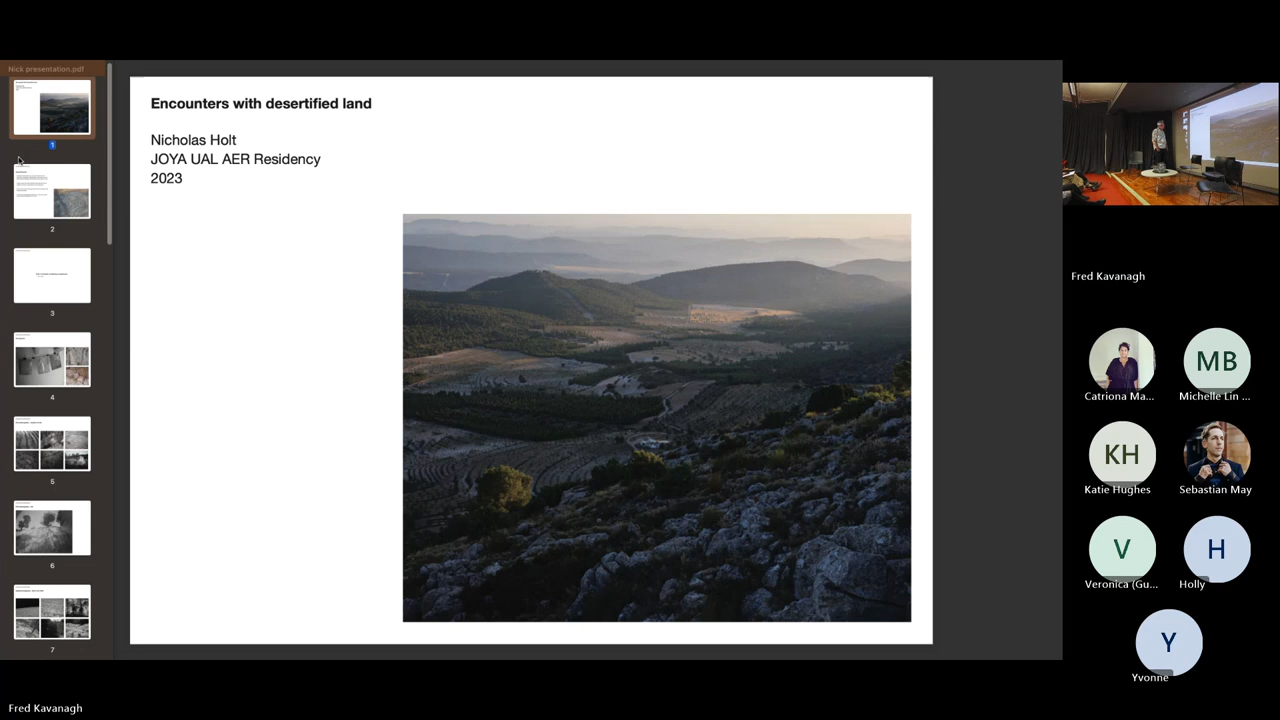 Nick presentation.pdf
1
2
3
4
5
6
7
Encounters with desertified land
Nicholas Holt
JOYA UAL AER Residency
2023
Fred Kavanagh
Catriona Ma...
MB
Michelle Lin ...
KH
Katie Hughes
Sebastian May
V
Veronica (Gu...
H
Holly
Y
Yvonne
Fred Kavanagh